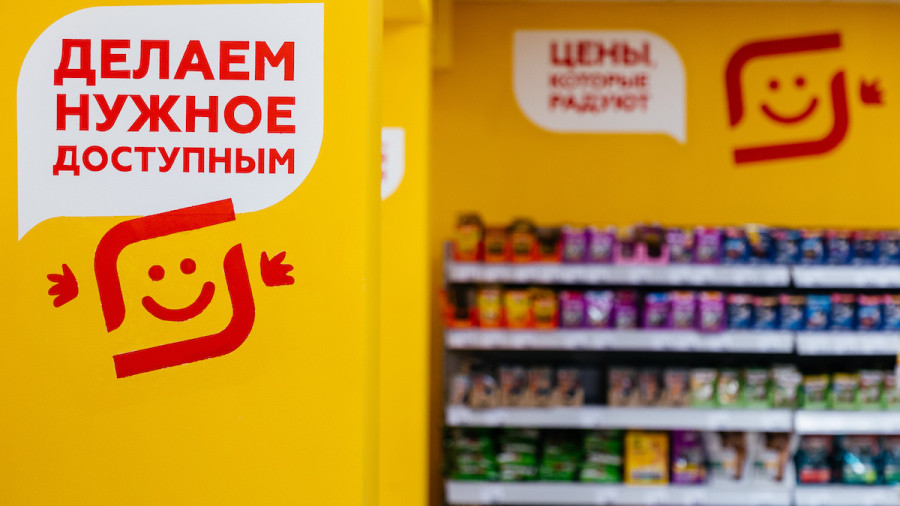 ДЕЛАЕМ
НУЖНОЕ
ДОСТУПНЫМ
ЦЕНЫ,
КОТОРЫЕ
РАДУЮТ